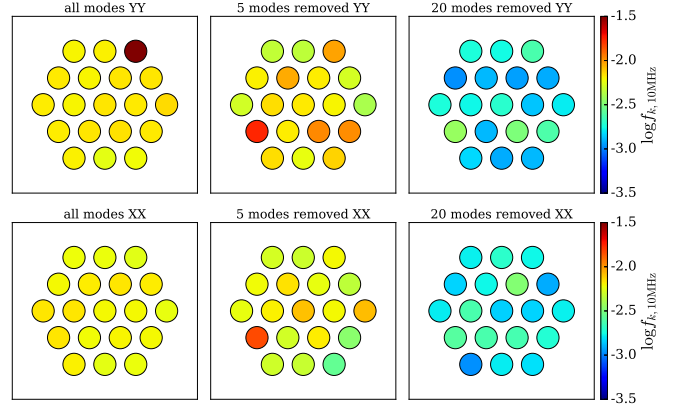 all modes YY 5 modes removed YY 20 modes removed YY
-1.5
-2.0
-2.5
-3.0
-3.5
log f_{k, 10MHz}
all modes XX 5 modes removed XX 20 modes removed XX
-1.5
-2.0
-2.5
-3.0
-3.5
log f_{k, 10MHz}